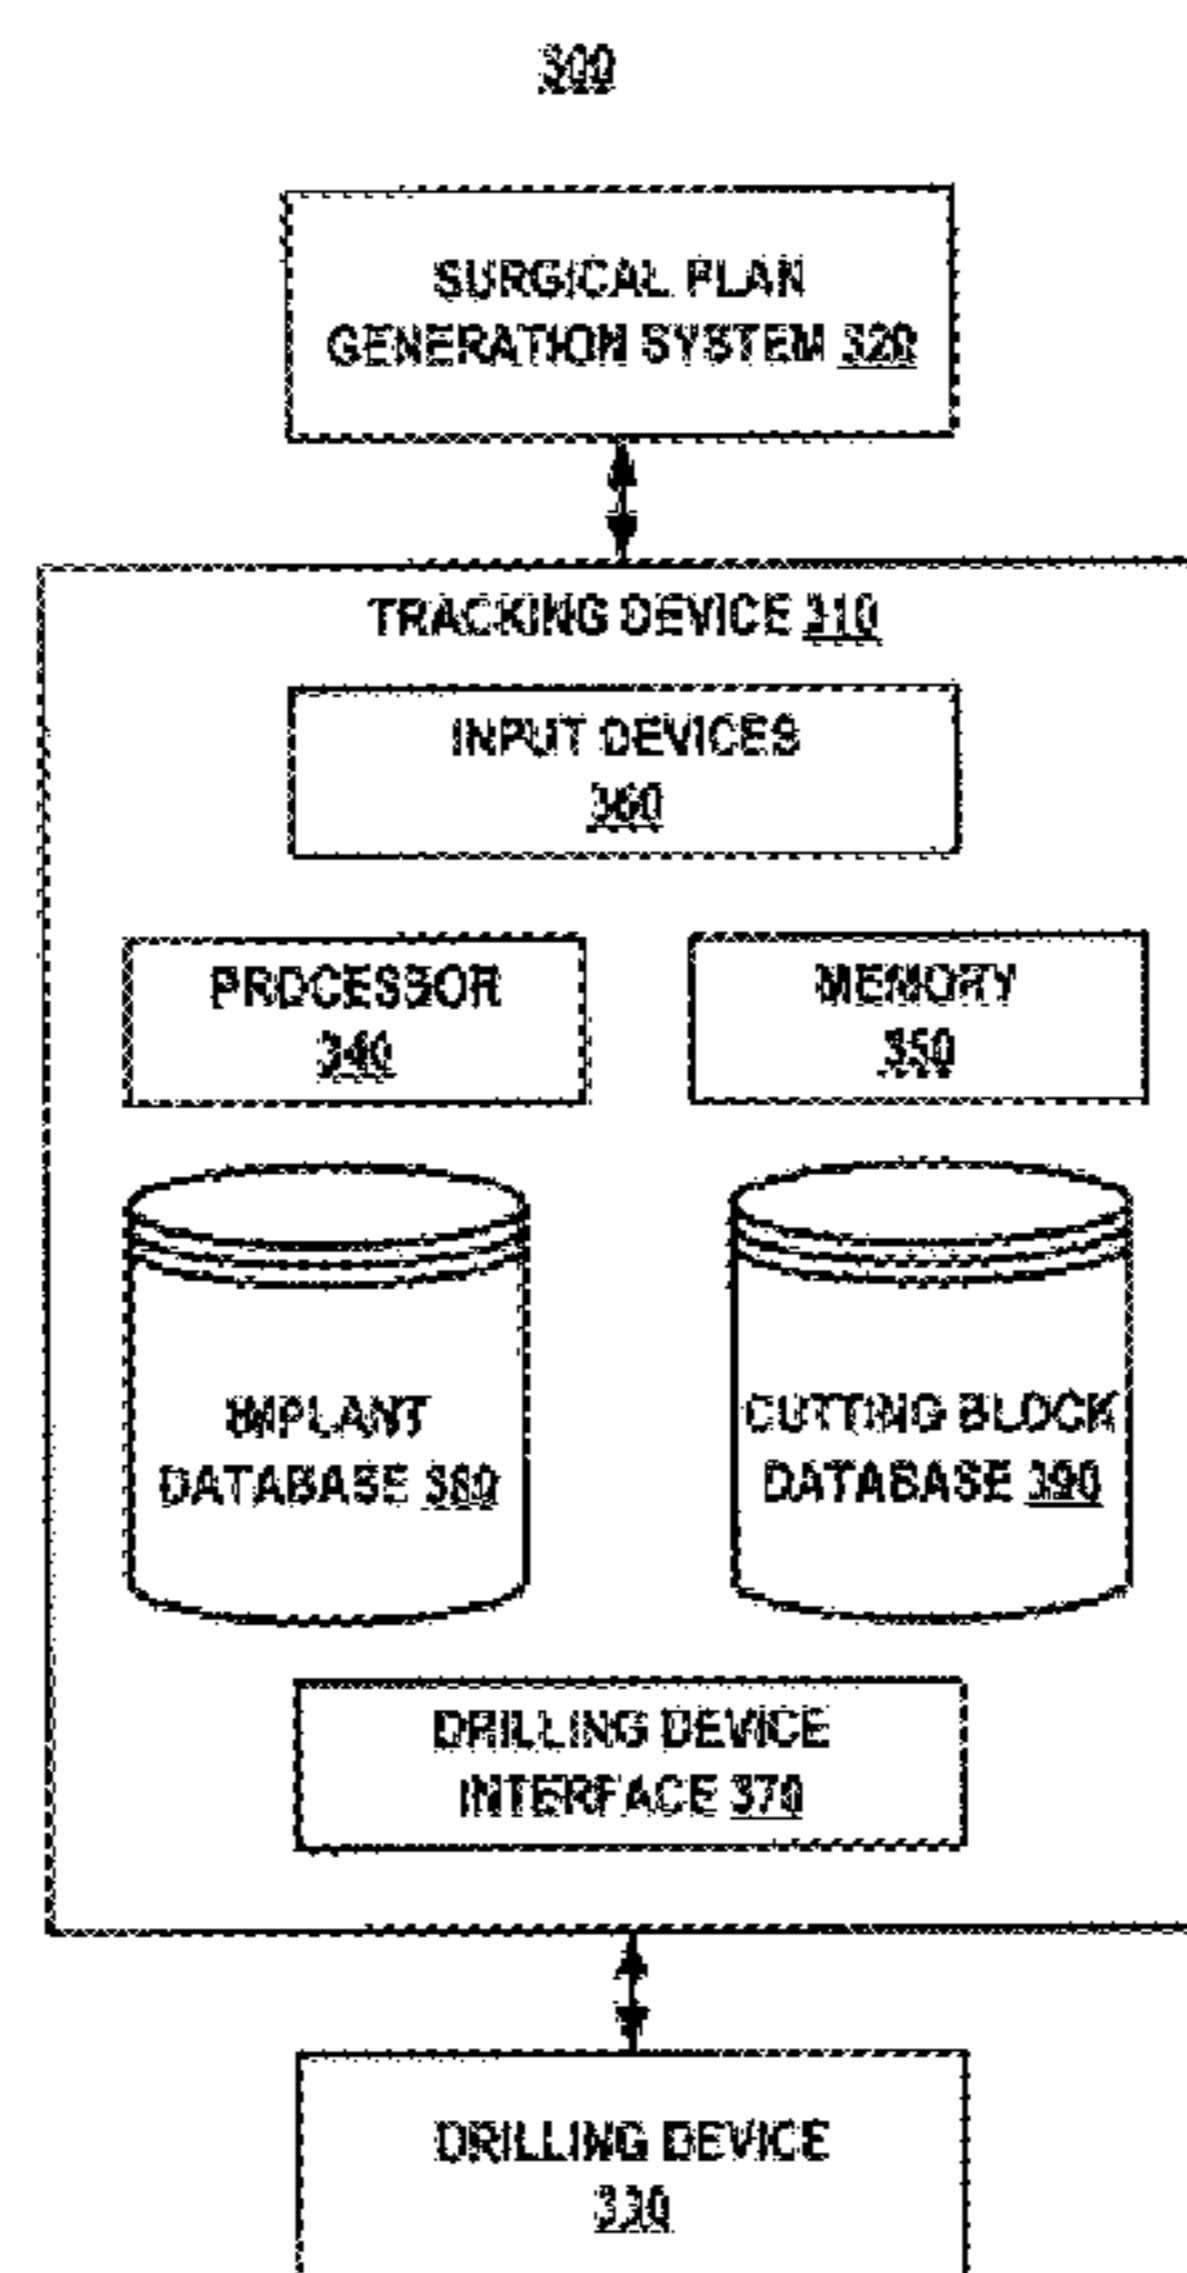 300
SURGICAL PLAN
GENERATION SYSTEM 320
TRACKING DEVICE 310
INPUT DEVICES
360
PROCESSOR
340
MEMORY
350
IMPLANT
DATABASE 380
CUTTING BLOCK
DATABASE 390
DRILLING DEVICE
INTERFACE 370
DRILLING DEVICE
330